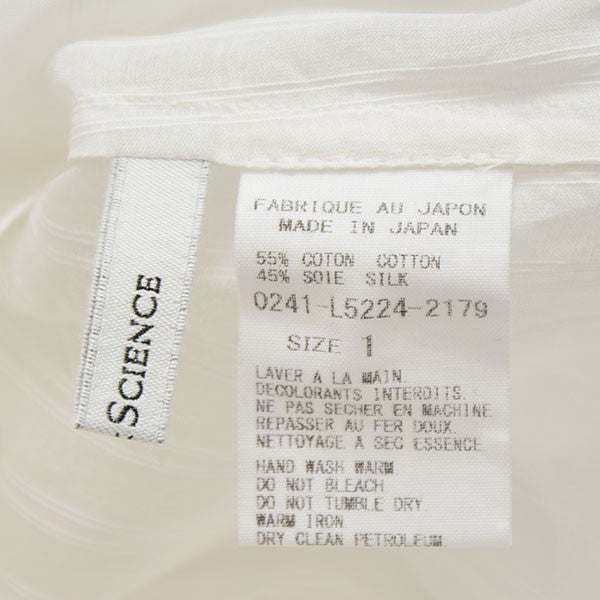 SCIENCE
FABRIQUE AU JAPON
MADE IN JAPAN
55% COTON COTTON
45% SOIE SILK
0241-L5224-2179
SIZE 1
LAVER A LA MAIN.
DECOLORANTS INTERDITS.
NE PAS SECHER EN MACHINE.
REPASSER AU FER DOUX.
NETTOYAGE A SEC ESSENCE
HAND WASH WARM
DO NOT BLEACH
DO NOT TUMBLE DRY
WARM IRON
DRY CLEAN PETROLEUM.